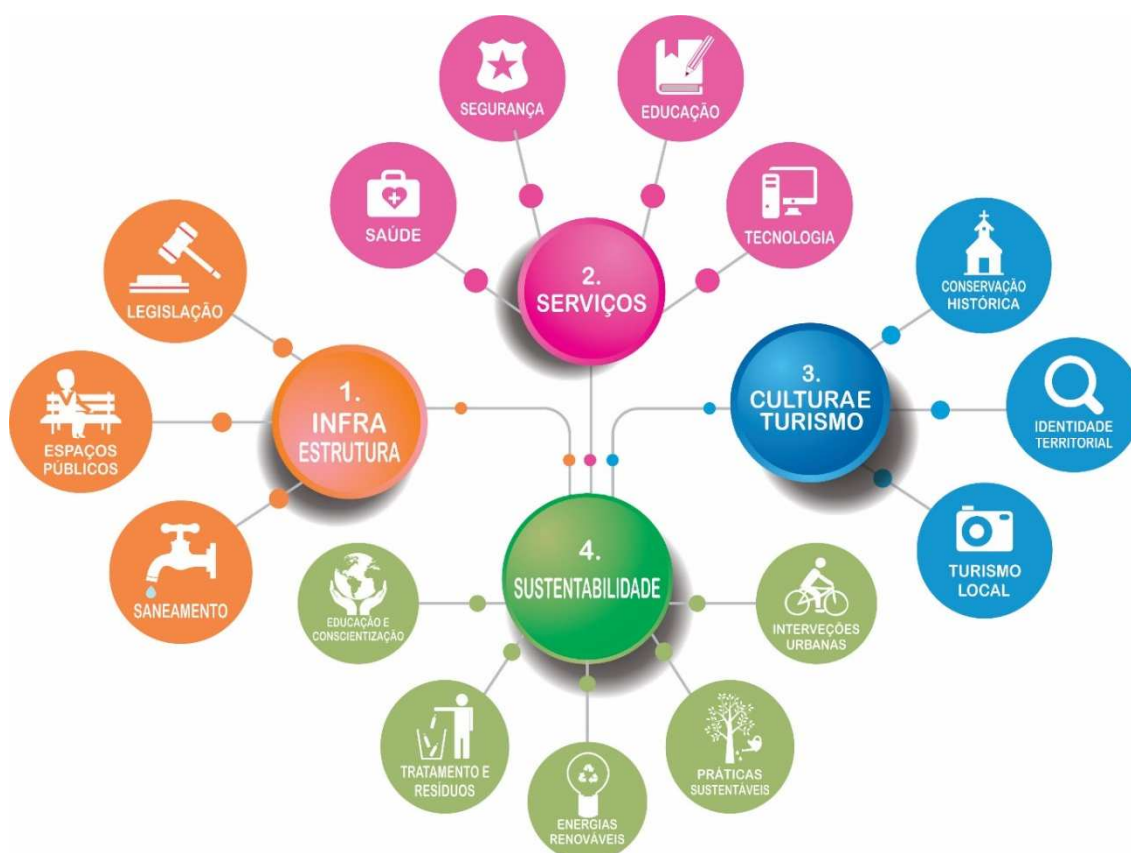 SEGURANÇA
EDUCAÇÃO
SAÚDE
TECNOLOGIA
2.
SERVIÇOS
LEGISLAÇÃO
ESPAÇOS
PÚBLICOS
SANEAMENTO
1.
INFRA
ESTRUTURA
3.
CULTURA E
TURISMO
CONSERVAÇÃO
HISTÓRICA
IDENTIDADE
TERRITORIAL
TURISMO
LOCAL
4.
SUSTENTABILIDADE
EDUCAÇÃO E
CONSCIENTIZAÇÃO
TRATAMENTO E
RESÍDUOS
ENERGIAS
RENOVÁVEIS
PRÁTICAS
SUSTENTÁVEIS
INTERVEÇÕES
URBANAS